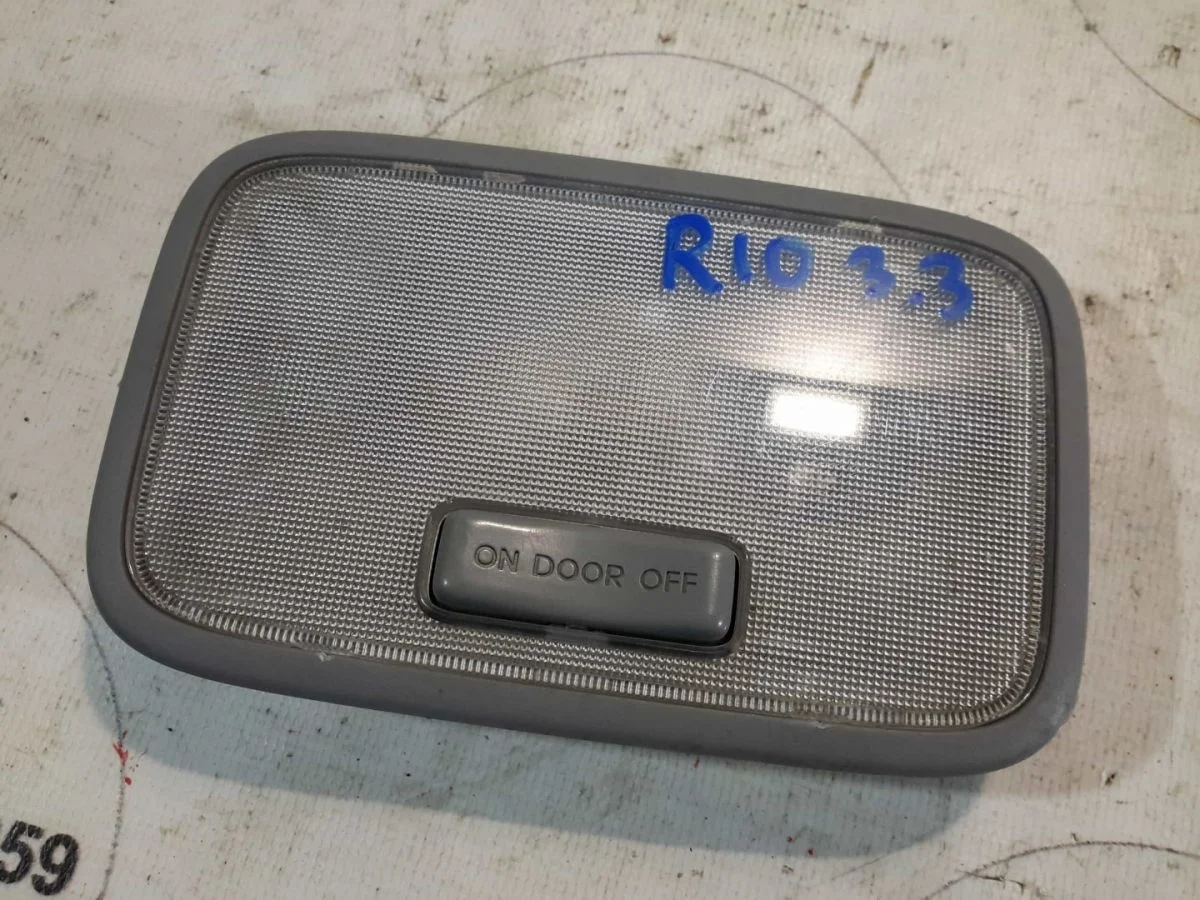 RIO 3.3
ON DOOR OFF
59